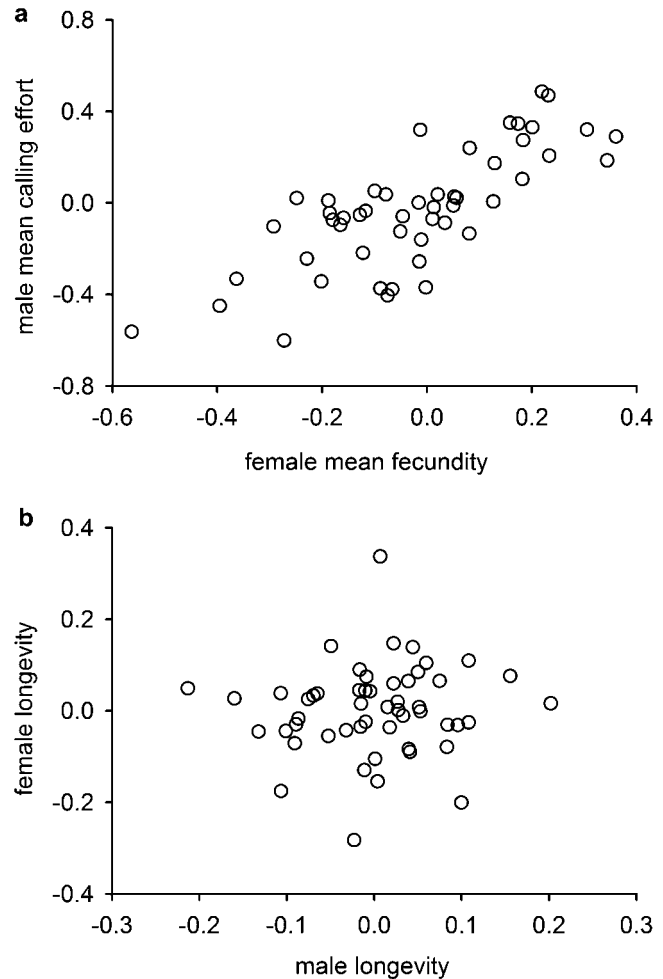 a
male mean calling effort
0.8
0.4
0.0
-0.4
-0.8
-0.6 -0.4 -0.2 0.0 0.2 0.4
female mean fecundity
b
female longevity
0.4
0.2
0.0
-0.2
-0.4
-0.3 -0.2 -0.1 0.0 0.1 0.2 0.3
male longevity